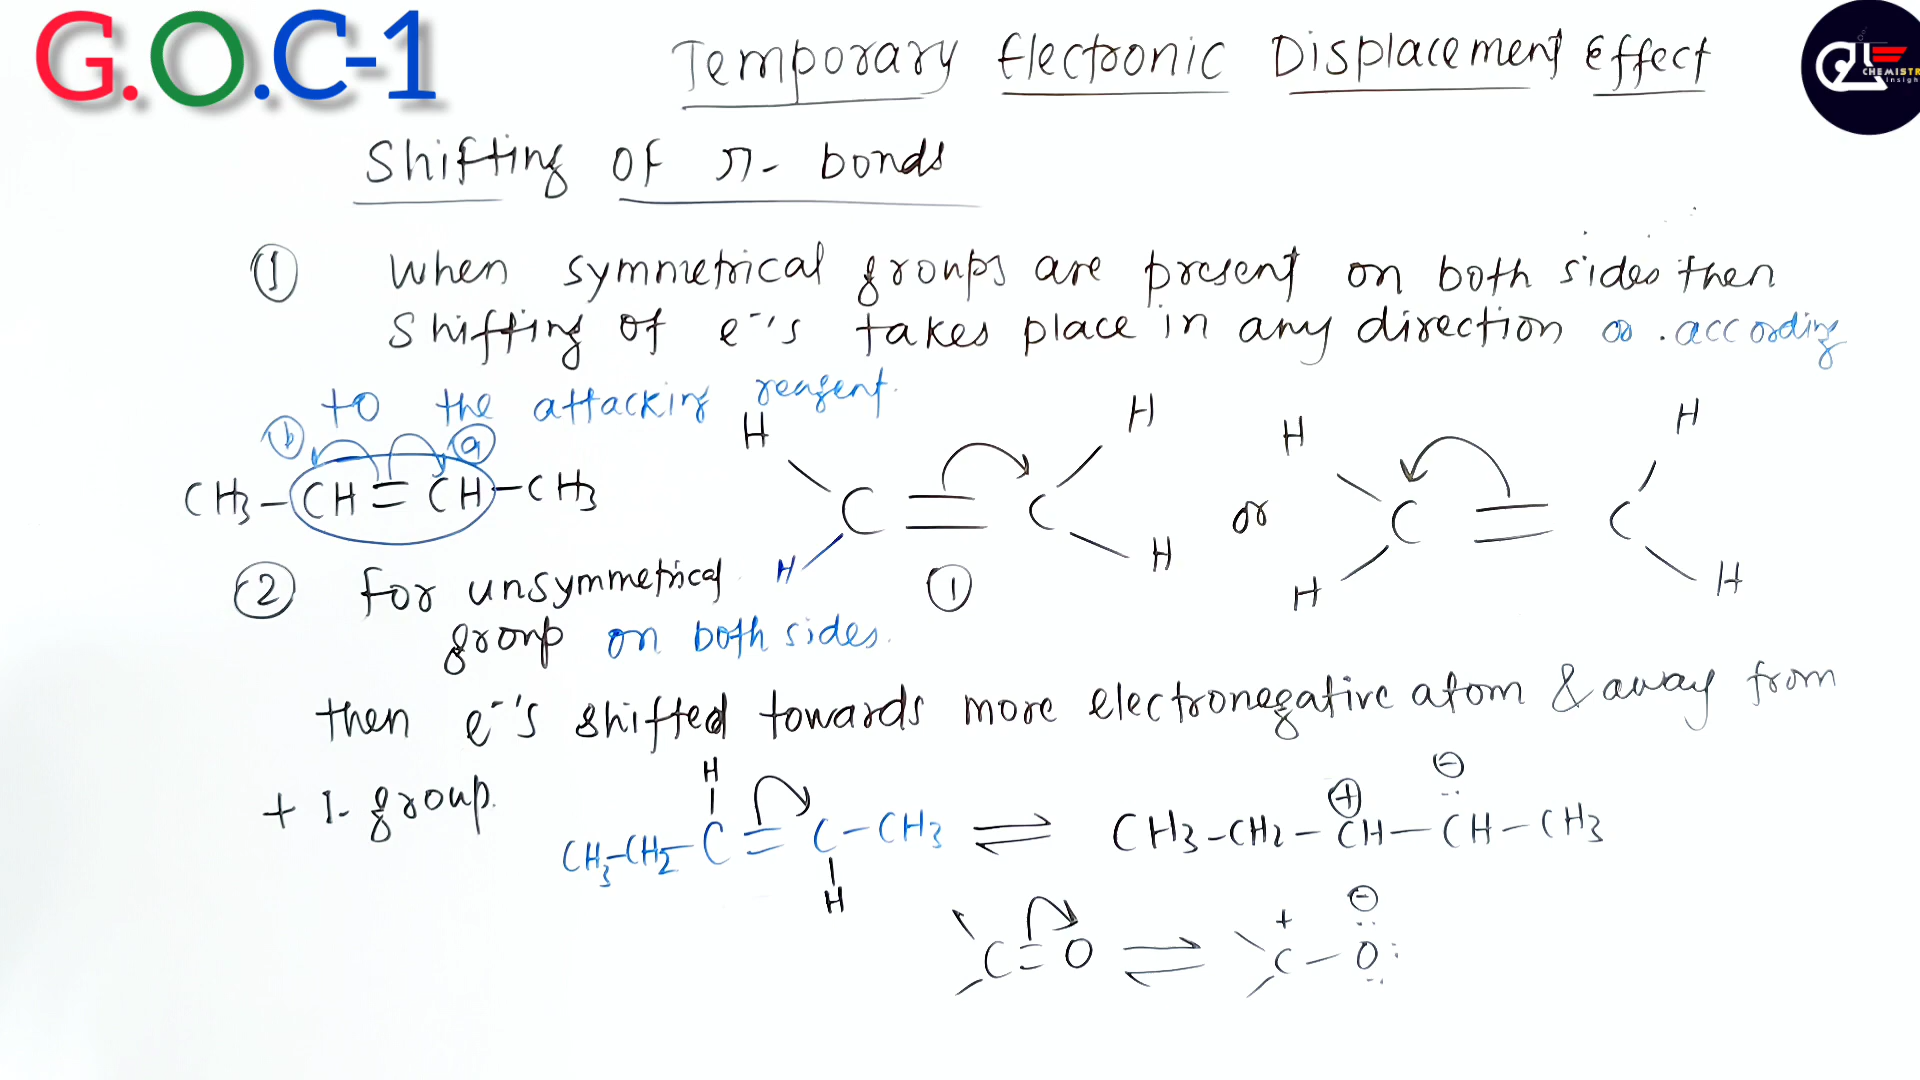 G.O.C-1
Temporary Electronic Displacement Effect
CHEMISTR
insigh
Shifting of π- bonds
① When symmetrical groups are present on both sides then
Shifting of e⁻'s takes place in any direction or . according
to the attacking reagent.
ⓑ ⓐ
CH3-CH=CH-CH3
H H
C = C
H H
①
or
H H
C = C
H H
② for unsymmetrical
group on both sides.
then e⁻'s shifted towards more electronegative atom & away from
+ I- group.
H
CH3-CH2-C=C-CH3 ⇌ CH3-CH2-CH-CH-CH3
H
⊕ ⊖
C=O ⇌ C-O:
+ ⊖